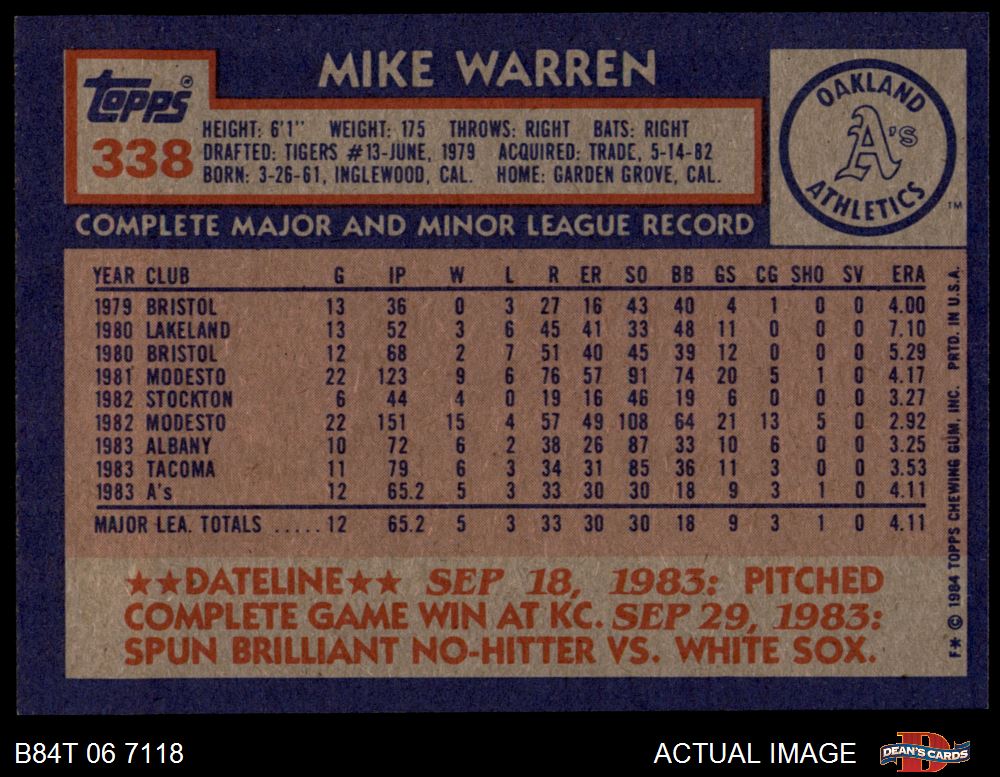 MIKE WARREN
Topps®
338
HEIGHT: 6'1" WEIGHT: 175 THROWS: RIGHT BATS: RIGHT
DRAFTED: TIGERS #13-JUNE, 1979 ACQUIRED: TRADE, 5-14-82
BORN: 3-26-61, INGLEWOOD, CAL. HOME: GARDEN GROVE, CAL.
OAKLAND
A's
ATHLETICS
TM
COMPLETE MAJOR AND MINOR LEAGUE RECORD
YEAR CLUB G IP W L R ER SO BB GS CG SHO SV ERA
1979 BRISTOL 13 36 0 3 27 16 43 40 4 1 0 0 4.00
1980 LAKELAND 13 52 3 6 45 41 33 48 11 0 0 0 7.10
1980 BRISTOL 12 68 2 7 51 40 45 39 12 0 0 0 5.29
1981 MODESTO 22 123 9 6 76 57 91 74 20 5 1 0 4.17
1982 STOCKTON 6 44 4 0 19 16 46 19 6 0 0 0 3.27
1982 MODESTO 22 151 15 4 57 49 108 64 21 13 5 0 2.92
1983 ALBANY 10 72 6 2 38 26 87 33 10 6 0 0 3.25
1983 TACOMA 11 79 6 3 34 31 85 36 11 3 0 0 3.53
1983 A's 12 65.2 5 3 33 30 30 18 9 3 1 0 4.11
MAJOR LEA. TOTALS .....12 65.2 5 3 33 30 30 18 9 3 1 0 4.11
★★DATELINE★★ SEP 18, 1983: PITCHED
COMPLETE GAME WIN AT KC. SEP 29, 1983:
SPUN BRILLIANT NO-HITTER VS. WHITE SOX.
F* © 1984 TOPPS CHEWING GUM, INC. PRTD. IN U.S.A.
B84T 06 7118
ACTUAL IMAGE
D
DEAN'S CARDS